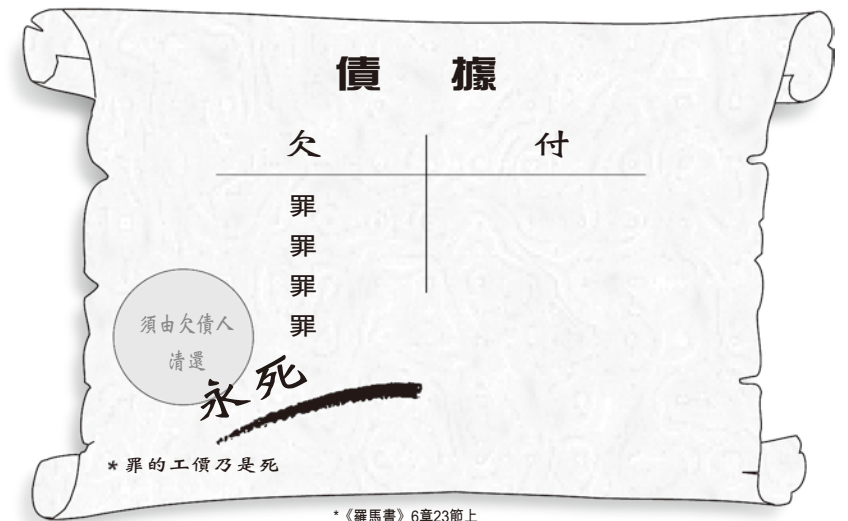 債 據
欠 付
罪
罪
罪
罪
須由欠債人
清還
永死
* 罪的工價乃是死
*《羅馬書》6章23節上